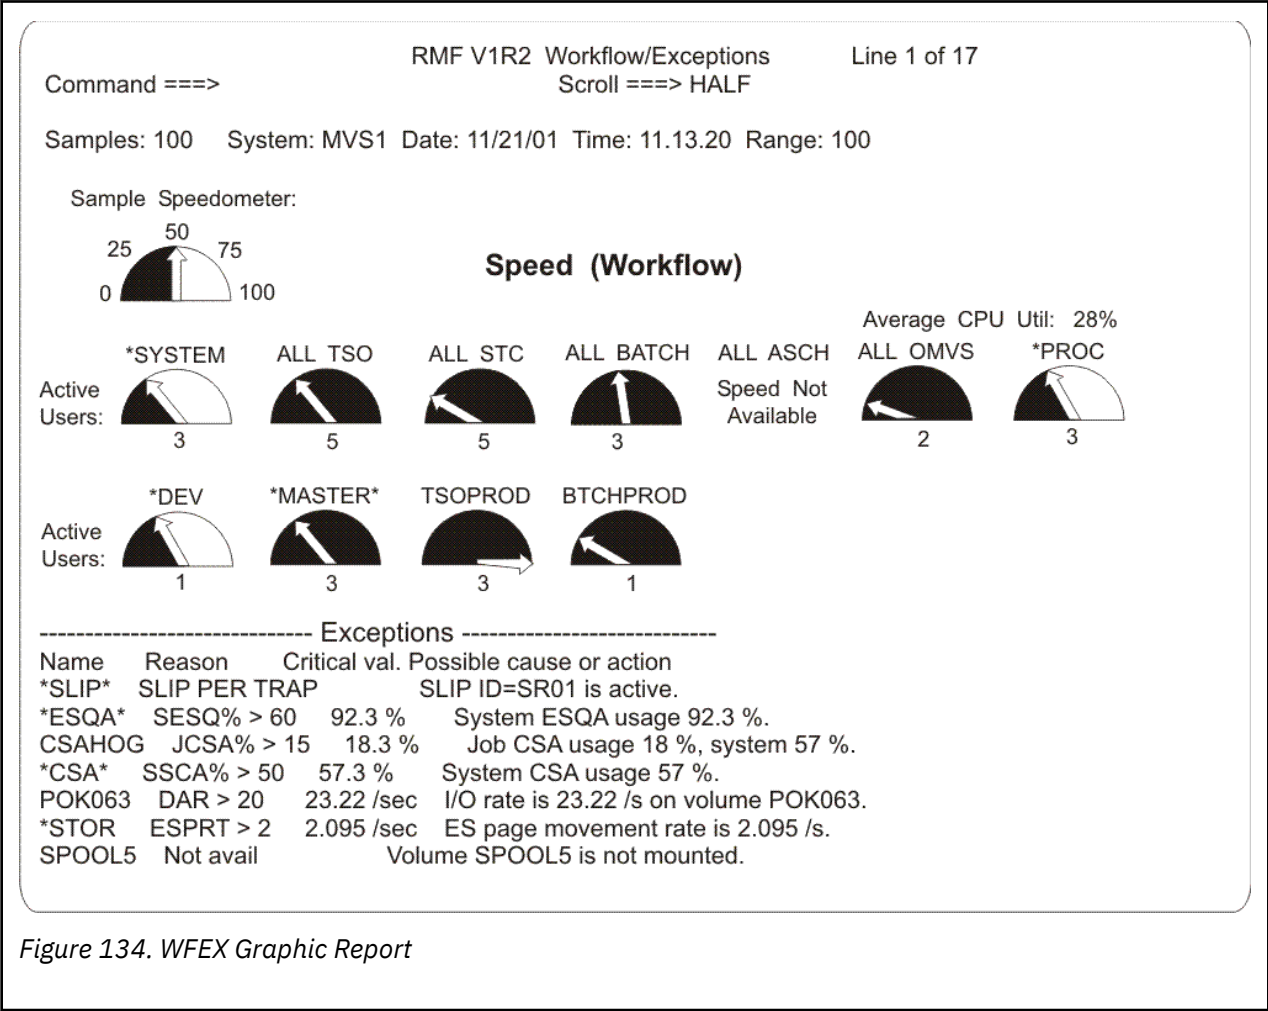 RMF V1R2 Workflow/Exceptions Line 1 of 17
Command ===> Scroll ===> HALF
Samples: 100 System: MVS1 Date: 11/21/01 Time: 11.13.20 Range: 100
Sample Speedometer:
0 25 50 75 100
Speed (Workflow)
Average CPU Util: 28%
*SYSTEM ALL TSO ALL STC ALL BATCH ALL ASCH ALL OMVS *PROC
Active
Users:
Speed Not
Available
3 5 5 3 2 3
*DEV *MASTER* TSOPROD BTCHPROD
Active
Users:
1 3 3 1
------------------------------ Exceptions ----------------------------
Name Reason Critical val. Possible cause or action
*SLIP* SLIP PER TRAP SLIP ID=SR01 is active.
*ESQA* SESQ% > 60 92.3 % System ESQA usage 92.3 %.
CSAHOG JCSA% > 15 18.3 % Job CSA usage 18 %, system 57 %.
*CSA* SSCA% > 50 57.3 % System CSA usage 57 %.
POK063 DAR > 20 23.22 /sec I/O rate is 23.22 /s on volume POK063.
*STOR ESPRT > 2 2.095 /sec ES page movement rate is 2.095 /s.
SPOOL5 Not avail Volume SPOOL5 is not mounted.
Figure 134. WFEX Graphic Report